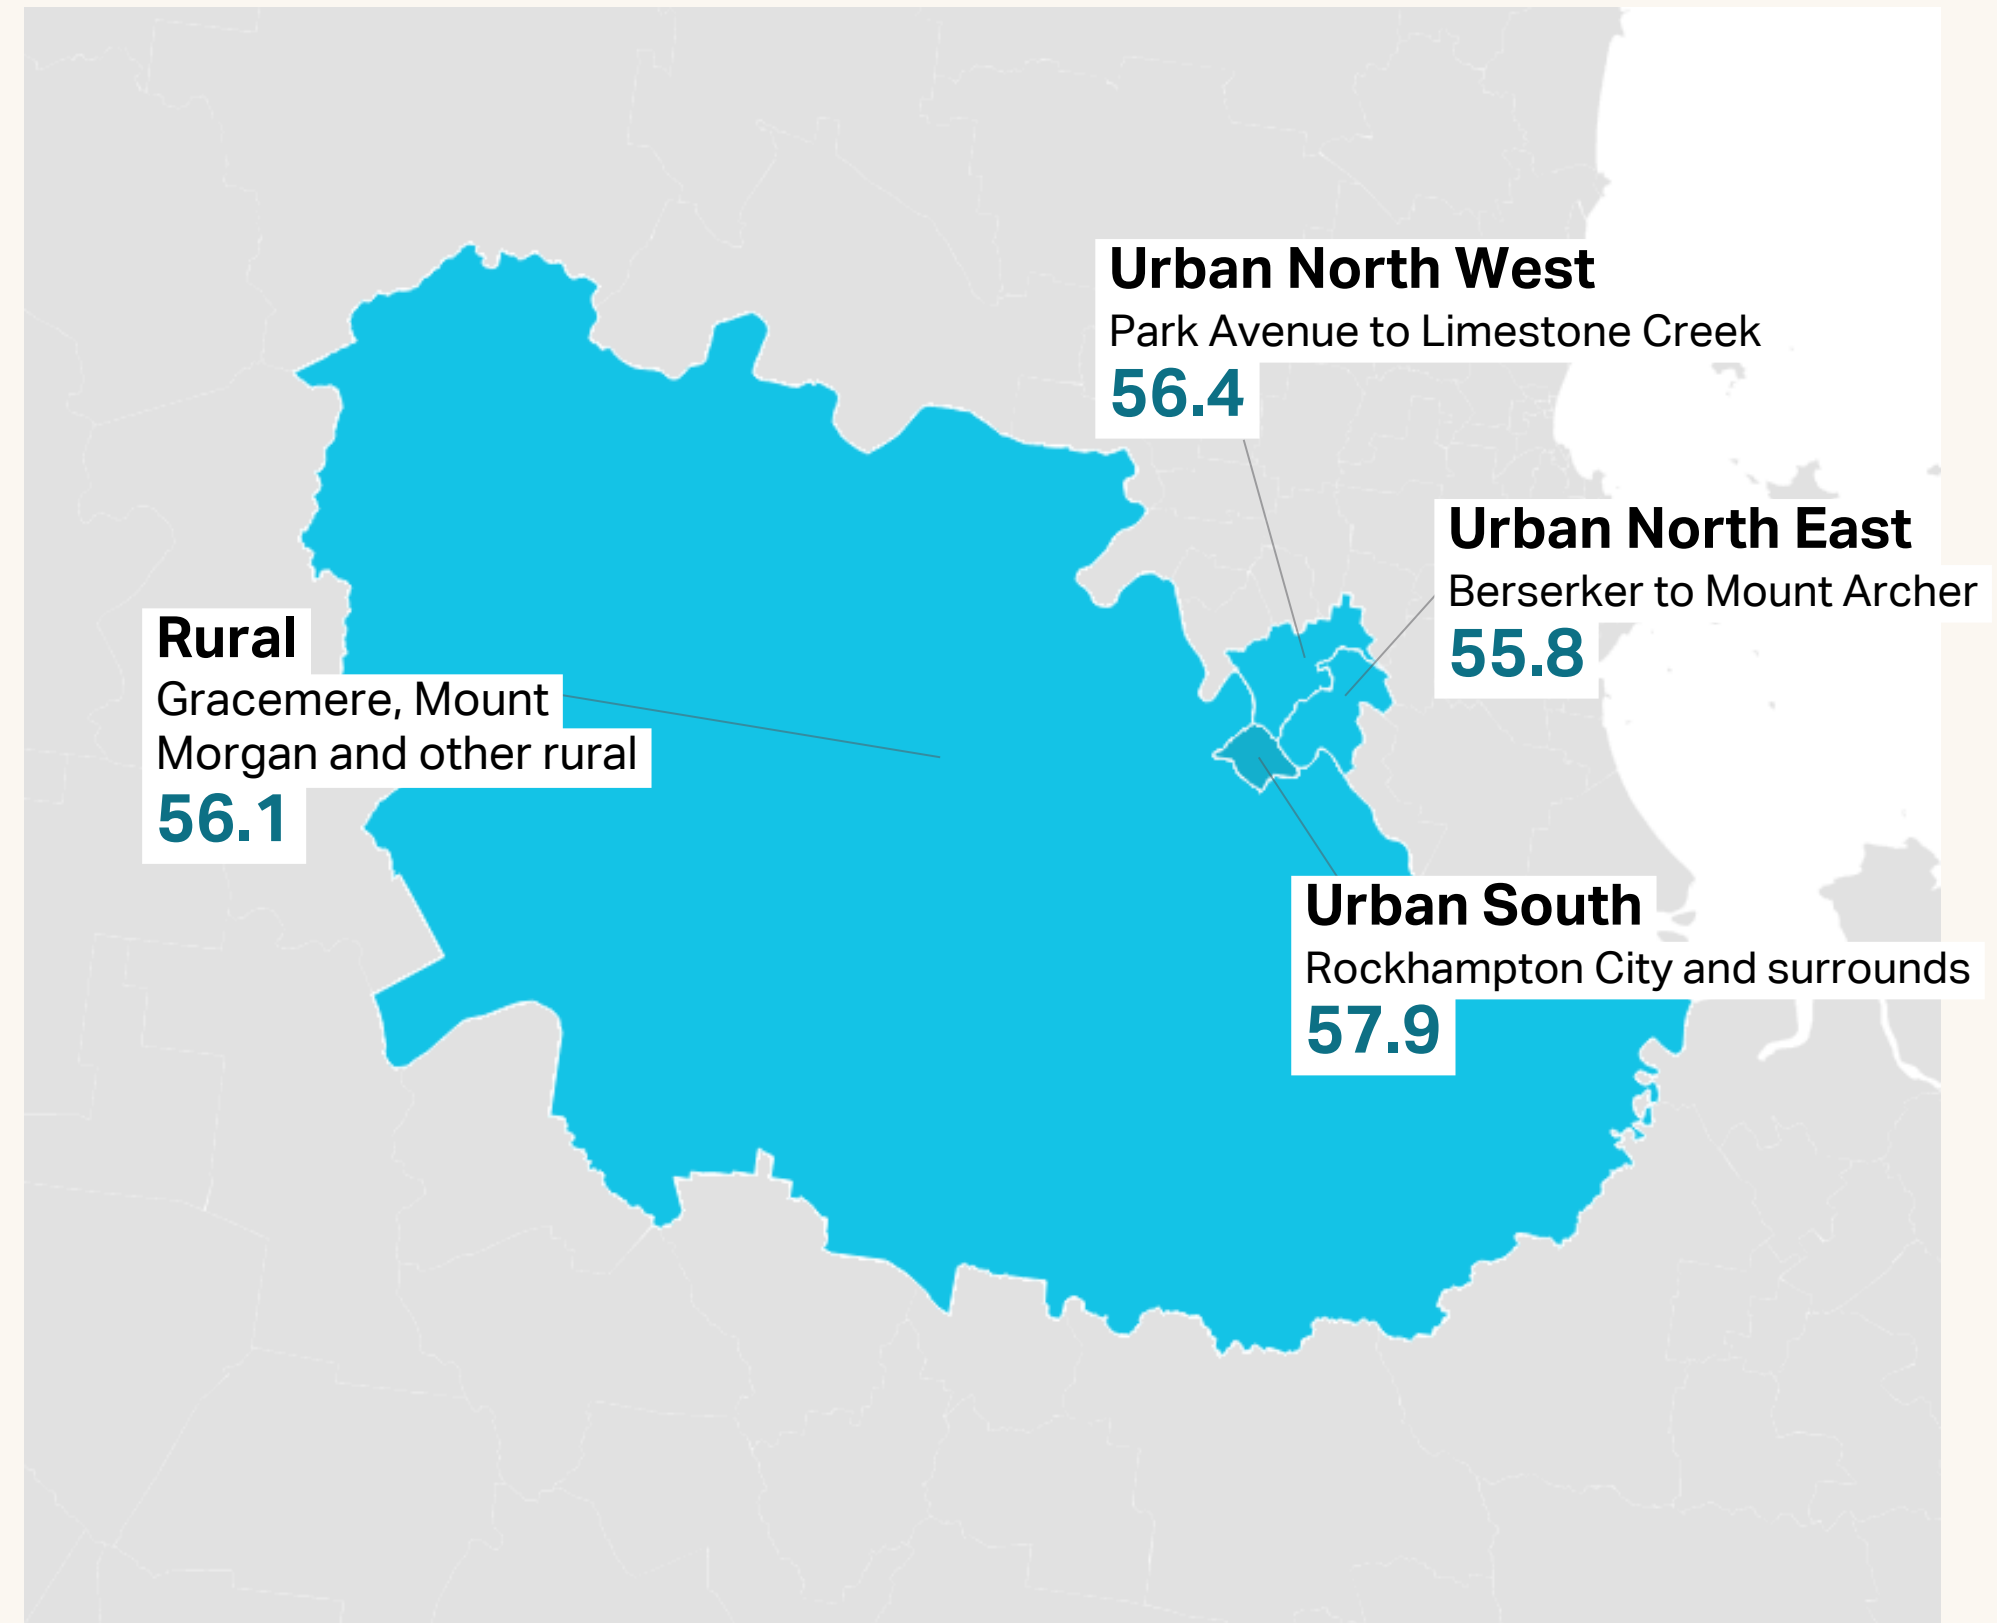 Urban North West
Park Avenue to Limestone Creek
56.4
Urban North East
Berserker to Mount Archer
55.8
Rural
Gracemere, Mount
Morgan and other rural
56.1
Urban South
Rockhampton City and surrounds
57.9